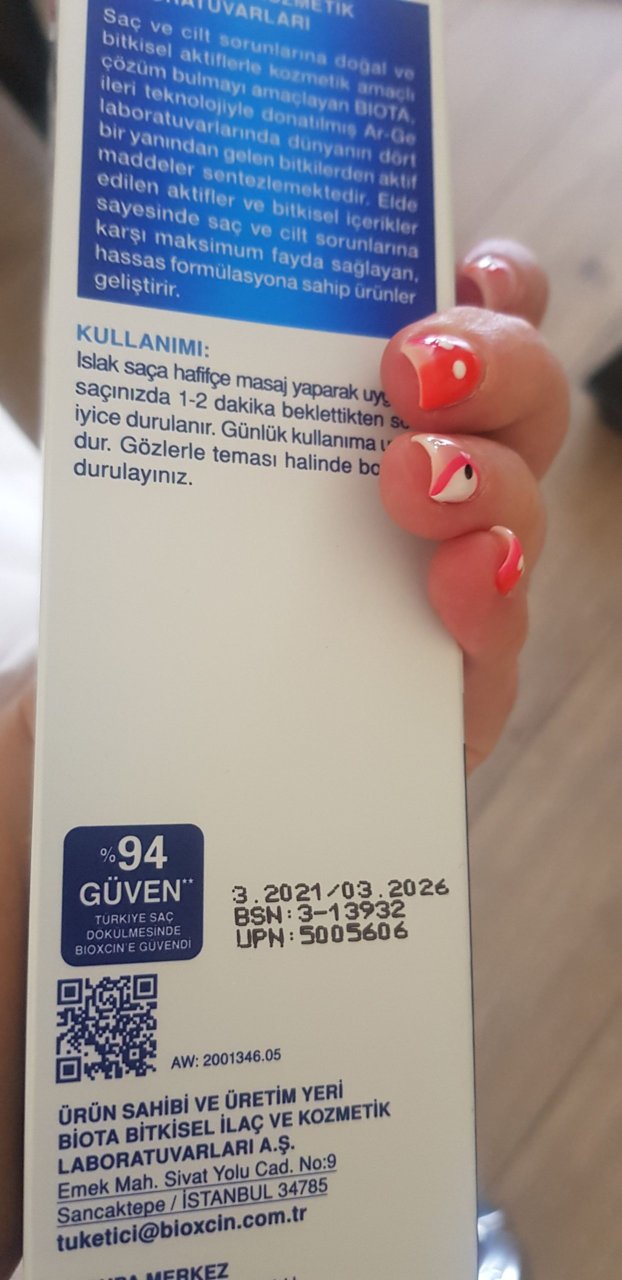 LABORATUVARLARI
Saç ve cilt sorunlarına doğal ve
bitkisel aktiflerle kozmetik amaçlı
çözüm bulmayı amaçlayan BIOTA,
ileri teknolojiyle donatılmış Ar-Ge
laboratuvarlarında dünyanın dört
bir yanından gelen bitkilerden aktif
maddeler sentezlemektedir. Elde
edilen aktifler ve bitkisel içerikler
sayesinde saç ve cilt sorunlarına
karşı maksimum fayda sağlayan,
hassas formülasyona sahip ürünler
geliştirir.
KULLANIMI:
Islak saça hafifçe masaj yaparak
saçınızda 1-2 dakika beklettikten
iyice durulanır. Günlük kullanıma
dur. Gözlerle teması halinde
durulayınız.
%94
GÜVEN**
TÜRKİYE SAÇ
DÖKÜLMESİNDE
BIOXCIN'E GÜVENDİ
3.2021/03.2026
BSN:3-13932
UPN:5005606
AW: 2001346.05
ÜRÜN SAHİBİ VE ÜRETİM YERİ
BİOTA BİTKİSEL İLAÇ VE KOZMETİK
LABORATUVARLARI A.Ş.
Emek Mah. Sivat Yolu Cad. No:9
Sancaktepe / İSTANBUL 34785
tuketici@bioxcin.com.tr
MERKEZ